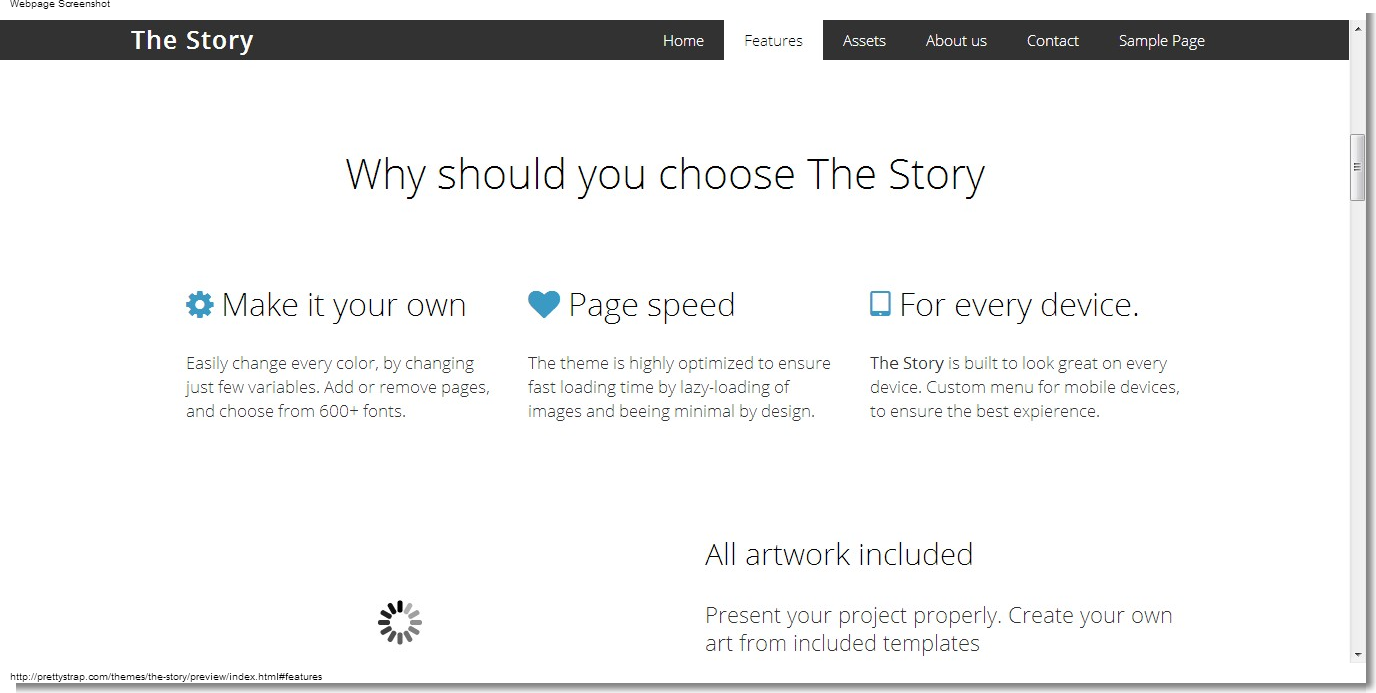 Webpage Screenshot
The Story
Home
Features
Assets
About us
Contact
Sample Page
Why should you choose The Story
Make it your own
Easily change every color, by changing
just few variables. Add or remove pages,
and choose from 600+ fonts.
Page speed
The theme is highly optimized to ensure
fast loading time by lazy-loading of
images and beeing minimal by design.
For every device.
The Story is built to look great on every
device. Custom menu for mobile devices,
to ensure the best expierence.
All artwork included
Present your project properly. Create your own
art from included templates
http://prettystrap.com/themes/the-story/preview/index.html#features